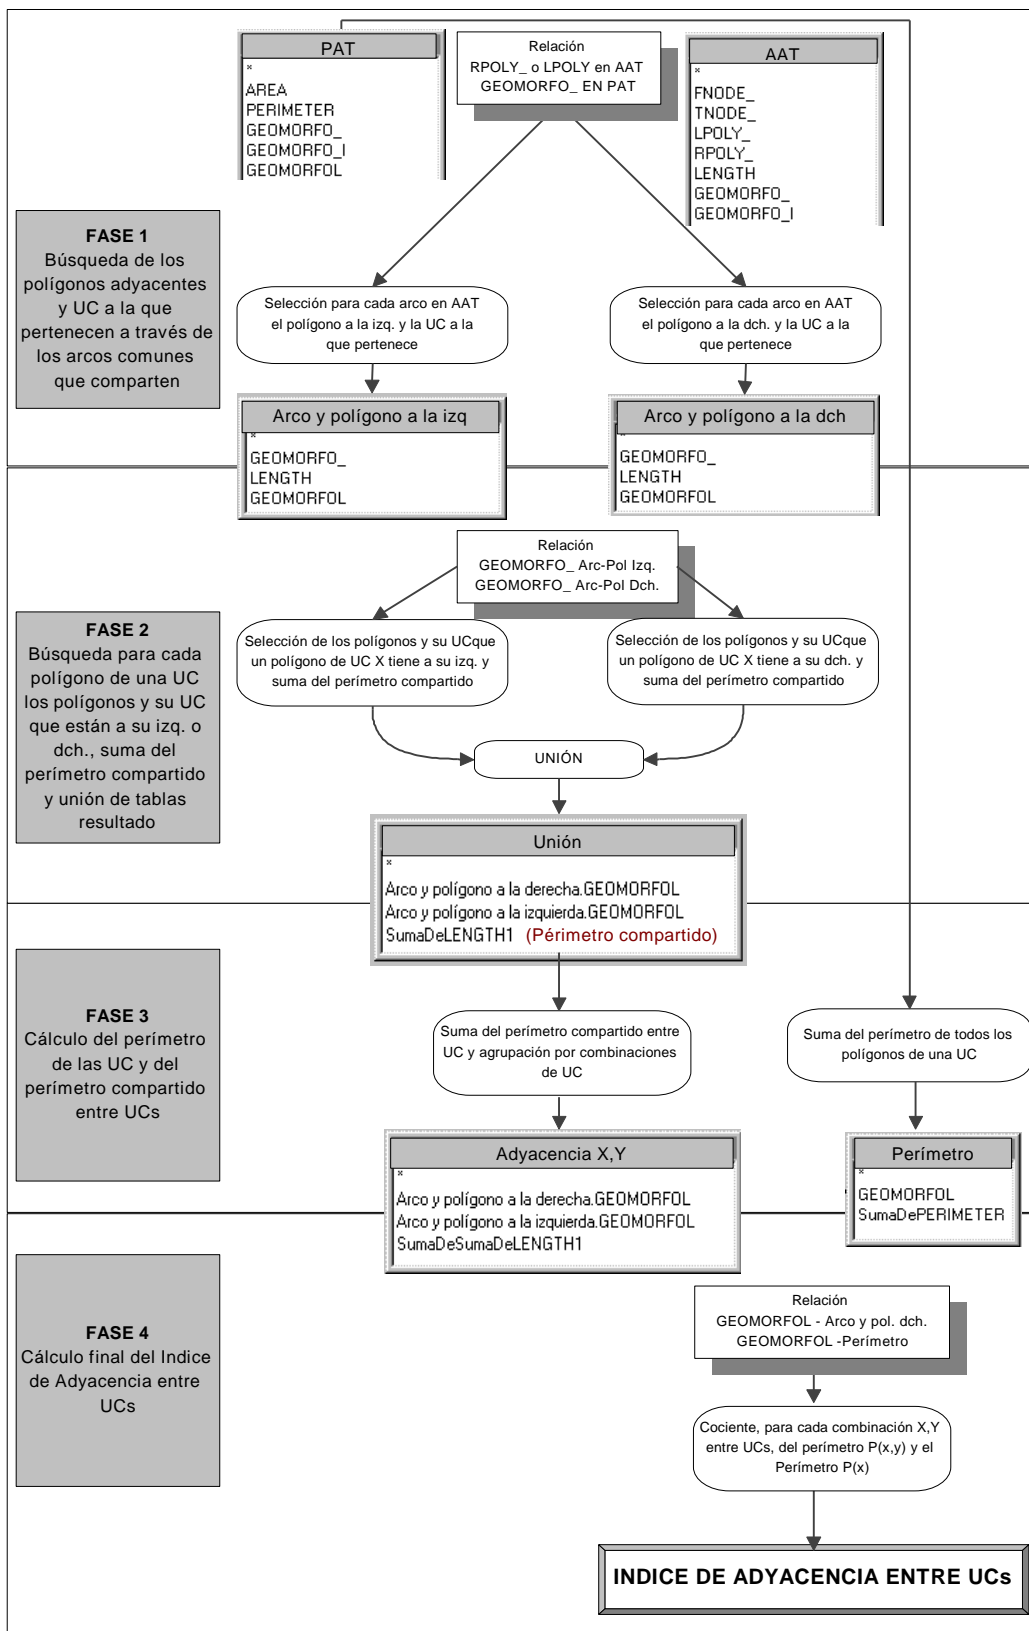 PAT
*
AREA
PERIMETER
GEOMORFO_
GEOMORFO_I
GEOMORFOL
Relación
RPOLY_ o LPOLY en AAT
GEOMORFO_ EN PAT
AAT
*
FNODE_
TNODE_
LPOLY_
RPOLY_
LENGTH
GEOMORFO_
GEOMORFO_I
FASE 1
Búsqueda de los
polígonos adyacentes
y UC a la que
pertenecen a través de
los arcos comunes
que comparten
Selección para cada arco en AAT
el polígono a la izq. y la UC a la
que pertenece
Selección para cada arco en AAT
el polígono a la dch. y la UC a la
que pertenece
Arco y polígono a la izq
*
GEOMORFO_
LENGTH
GEOMORFOL
Arco y polígono a la dch
*
GEOMORFO_
LENGTH
GEOMORFOL
Relación
GEOMORFO_ Arc-Pol Izq.
GEOMORFO_ Arc-Pol Dch.
FASE 2
Búsqueda para cada
polígono de una UC
los polígonos y su UC
que están a su izq. o
dch., suma del
perímetro compartido
y unión de tablas
resultado
Selección de los polígonos y su UCque
un polígono de UC X tiene a su izq. y
suma del perímetro compartido
Selección de los polígonos y su UCque
un polígono de UC X tiene a su dch. y
suma del perímetro compartido
UNIÓN
Unión
*
Arco y polígono a la derecha.GEOMORFOL
Arco y polígono a la izquierda.GEOMORFOL
SumaDeLENGTH1 (Périmetro compartido)
FASE 3
Cálculo del perímetro
de las UC y del
perímetro compartido
entre UCs
Suma del perímetro compartido entre
UC y agrupación por combinaciones
de UC
Suma del perímetro de todos los
polígonos de una UC
Adyacencia X,Y
*
Arco y polígono a la derecha.GEOMORFOL
Arco y polígono a la izquierda.GEOMORFOL
SumaDeSumaDeLENGTH1
Perímetro
*
GEOMORFOL
SumaDePERIMETER
FASE 4
Cálculo final del Indice
de Adyacencia entre
UCs
Relación
GEOMORFOL - Arco y pol. dch.
GEOMORFOL -Perímetro
Cociente, para cada combinación X,Y
entre UCs, del perímetro P(x,y) y el
Perímetro P(x)
INDICE DE ADYACENCIA ENTRE UCs